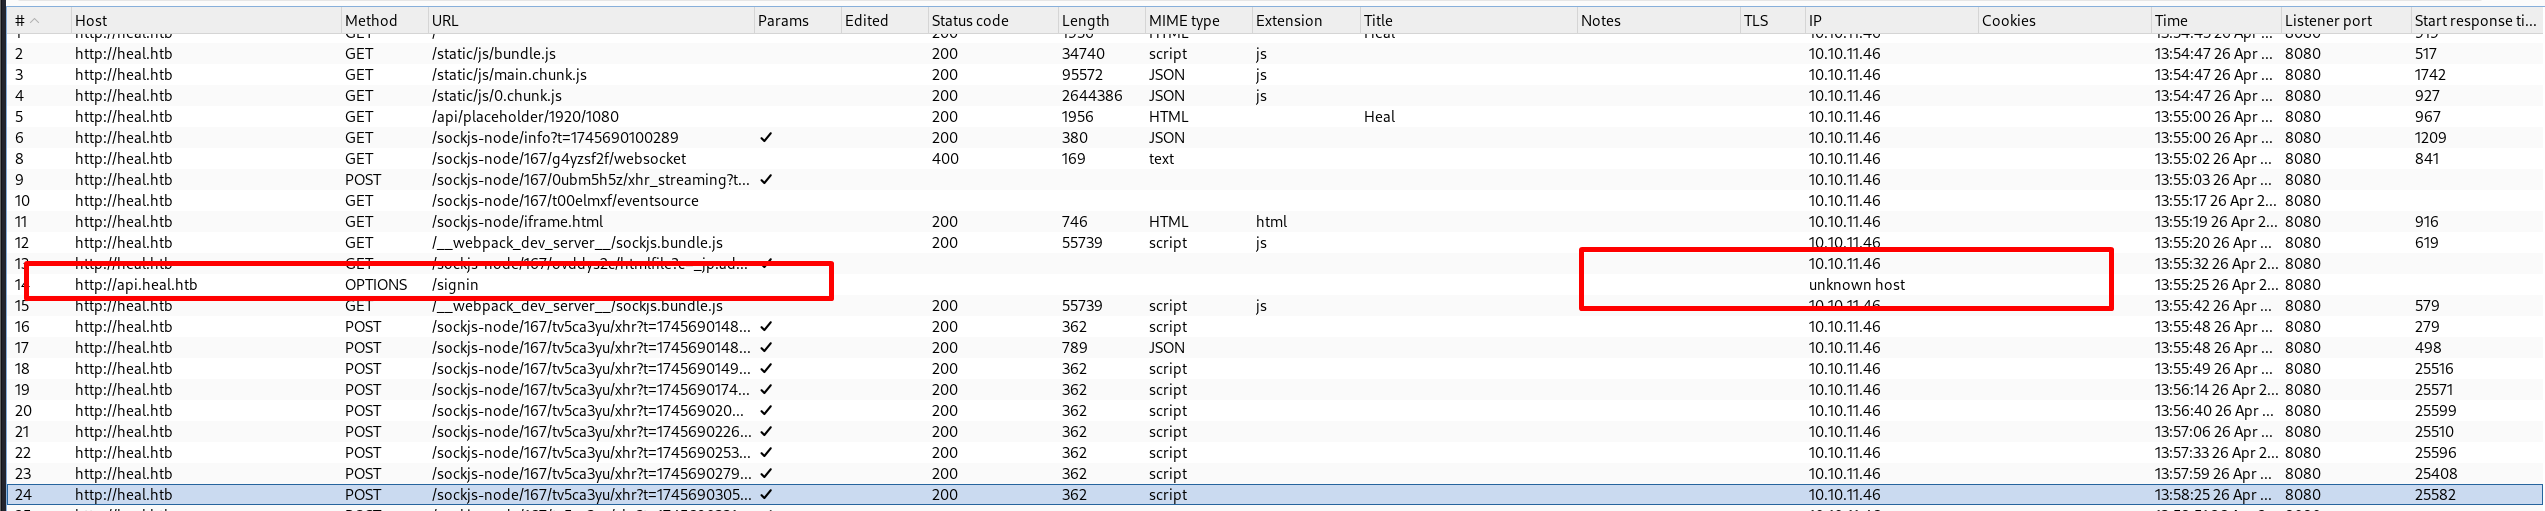 # Host Method URL Params Edited Status code Length MIME type Extension Title Notes TLS IP Cookies Time Listener port Start response ti...
1 http://heal.htb GET / 200 1956 HTML Heal 10.10.11.46 13:54:45 26 Apr ... 8080 919
2 http://heal.htb GET /static/js/bundle.js 200 34740 script js 10.10.11.46 13:54:47 26 Apr ... 8080 517
3 http://heal.htb GET /static/js/main.chunk.js 200 95572 JSON js 10.10.11.46 13:54:47 26 Apr ... 8080 1742
4 http://heal.htb GET /static/js/0.chunk.js 200 2644386 JSON js 10.10.11.46 13:54:47 26 Apr ... 8080 927
5 http://heal.htb GET /api/placeholder/1920/1080 200 1956 HTML Heal 10.10.11.46 13:55:00 26 Apr ... 8080 967
6 http://heal.htb GET /sockjs-node/info?t=1745690100289 ✓ 200 380 JSON 10.10.11.46 13:55:00 26 Apr ... 8080 1209
8 http://heal.htb GET /sockjs-node/167/g4yzsf2f/websocket 400 169 text 10.10.11.46 13:55:02 26 Apr ... 8080 841
9 http://heal.htb POST /sockjs-node/167/0ubm5h5z/xhr_streaming?t... ✓ 10.10.11.46 13:55:03 26 Apr ... 8080
10 http://heal.htb GET /sockjs-node/167/t00elmxf/eventsource 10.10.11.46 13:55:17 26 Apr 2... 8080
11 http://heal.htb GET /sockjs-node/iframe.html 200 746 HTML html 10.10.11.46 13:55:19 26 Apr 2... 8080 916
12 http://heal.htb GET /__webpack_dev_server__/sockjs.bundle.js 200 55739 script js 10.10.11.46 13:55:20 26 Apr ... 8080 619
13 http://heal.htb GET ✓ 10.10.11.46 13:55:32 26 Apr 2... 8080
14 http://api.heal.htb OPTIONS /signin unknown host 13:55:25 26 Apr 2... 8080
15 http://heal.htb GET /__webpack_dev_server__/sockjs.bundle.js 200 55739 script js 10.10.11.46 13:55:42 26 Apr ... 8080 579
16 http://heal.htb POST /sockjs-node/167/tv5ca3yu/xhr?t=1745690148... ✓ 200 362 script 10.10.11.46 13:55:48 26 Apr ... 8080 279
17 http://heal.htb POST /sockjs-node/167/tv5ca3yu/xhr?t=1745690148... ✓ 200 789 JSON 10.10.11.46 13:55:48 26 Apr ... 8080 498
18 http://heal.htb POST /sockjs-node/167/tv5ca3yu/xhr?t=1745690149... ✓ 200 362 script 10.10.11.46 13:55:49 26 Apr ... 8080 25516
19 http://heal.htb POST /sockjs-node/167/tv5ca3yu/xhr?t=1745690174... ✓ 200 362 script 10.10.11.46 13:56:14 26 Apr 2... 8080 25571
20 http://heal.htb POST /sockjs-node/167/tv5ca3yu/xhr?t=174569020... ✓ 200 362 script 10.10.11.46 13:56:40 26 Apr ... 8080 25599
21 http://heal.htb POST /sockjs-node/167/tv5ca3yu/xhr?t=1745690226... ✓ 200 362 script 10.10.11.46 13:57:06 26 Apr ... 8080 25510
22 http://heal.htb POST /sockjs-node/167/tv5ca3yu/xhr?t=1745690253... ✓ 200 362 script 10.10.11.46 13:57:33 26 Apr 2... 8080 25596
23 http://heal.htb POST /sockjs-node/167/tv5ca3yu/xhr?t=1745690279... ✓ 200 362 script 10.10.11.46 13:57:59 26 Apr ... 8080 25408
24 http://heal.htb POST /sockjs-node/167/tv5ca3yu/xhr?t=1745690305... ✓ 200 362 script 10.10.11.46 13:58:25 26 Apr ... 8080 25582